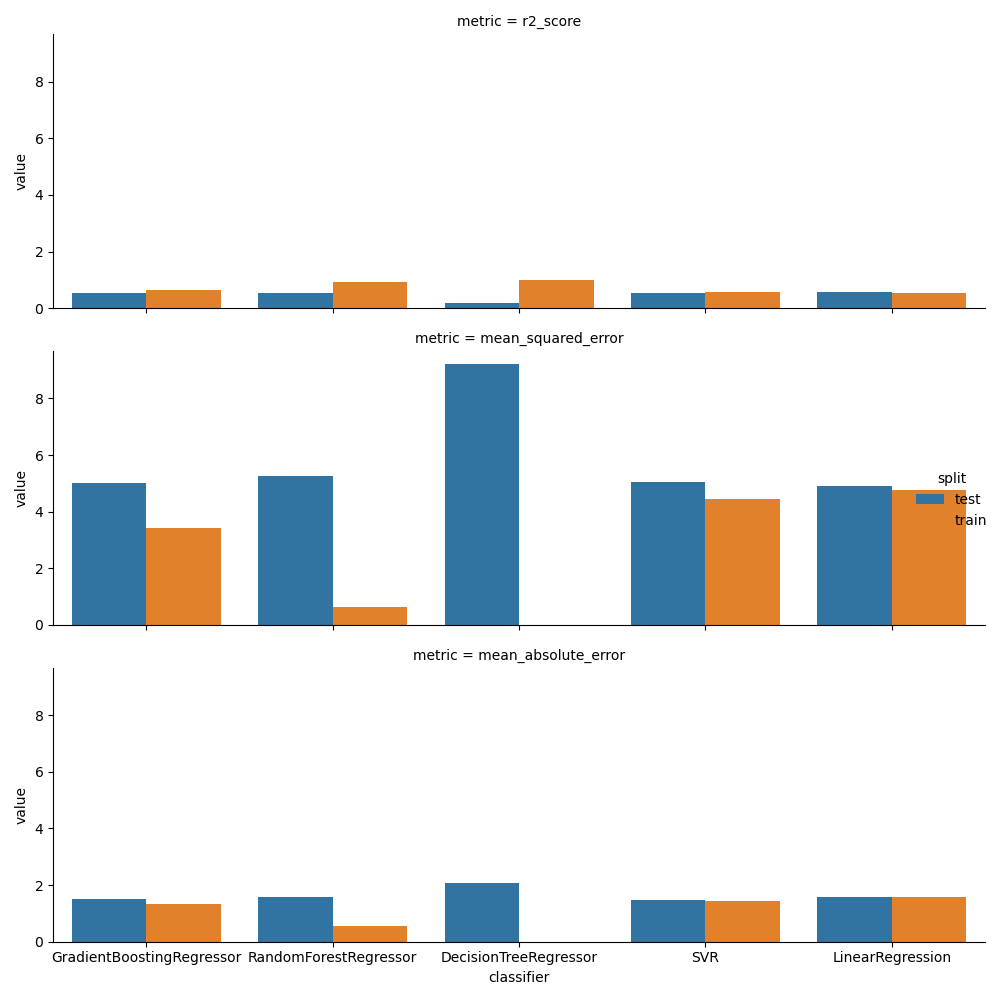 metric = r2_score
8
6
4
2
0
value
metric = mean_squared_error
8
6
4
2
0
value
split
test
train
metric = mean_absolute_error
8
6
4
2
0
value
GradientBoostingRegressor RandomForestRegressor DecisionTreeRegressor SVR LinearRegression
classifier